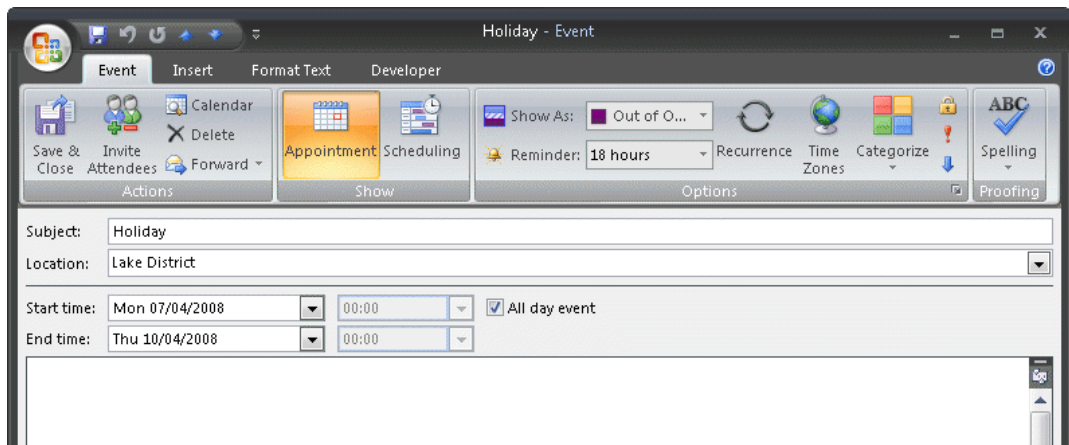 Holiday - Event
Event Insert Format Text Developer
Save & Close
Invite Attendees
Calendar
Delete
Forward
Actions
Appointment
Scheduling
Show
Show As: Out of O...
Reminder: 18 hours
Recurrence
Time Zones
Categorize
Options
ABC
Spelling
Proofing
Subject: Holiday
Location: Lake District
Start time: Mon 07/04/2008 00:00 All day event
End time: Thu 10/04/2008 00:00